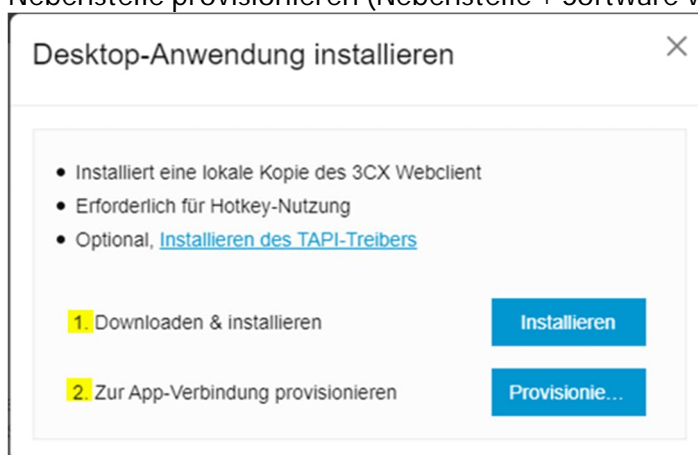 Nebenstelle provisionieren (Nebenstelle + Software
Desktop-Anwendung installieren
Installiert eine lokale Kopie des 3CX Webclient
Erforderlich für Hotkey-Nutzung
Optional, Installieren des TAPI-Treibers
1. Downloaden & installieren Installieren
2. Zur App-Verbindung provisionieren Provisionie...